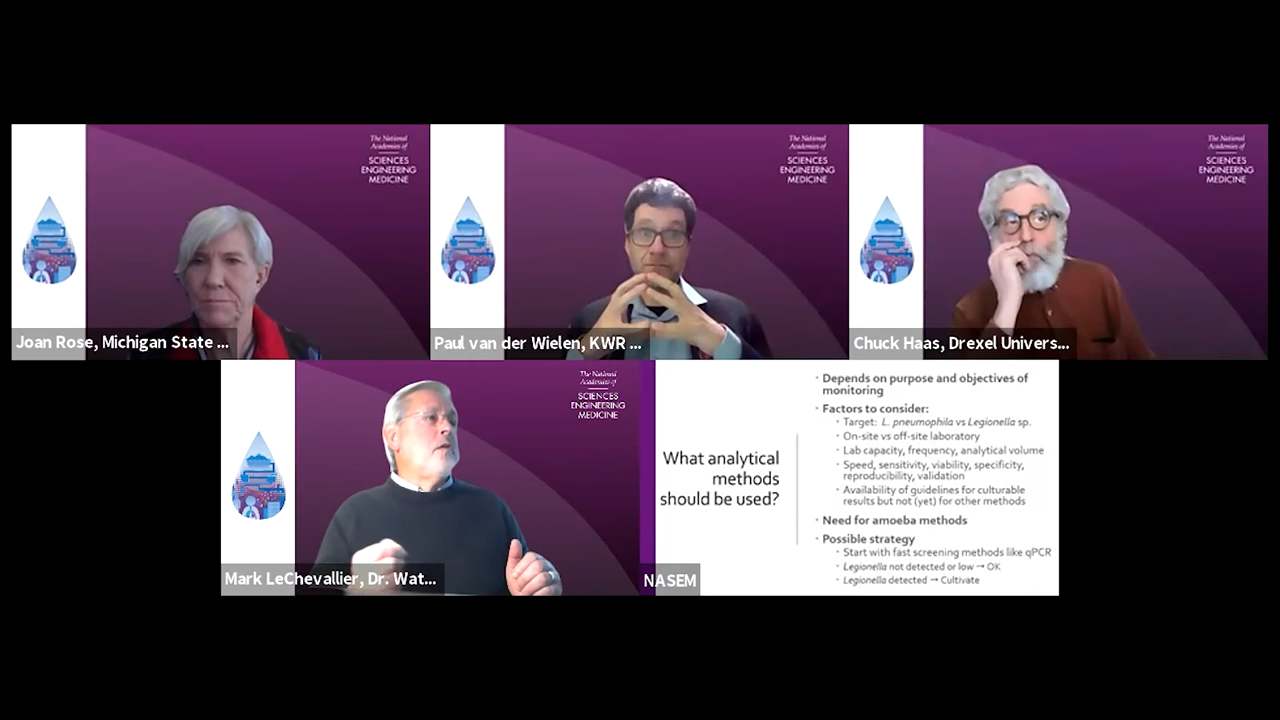 The National
Academies of
SCIENCES
ENGINEERING
MEDICINE
Joan Rose, Michigan State ...
The National
Academies of
SCIENCES
ENGINEERING
MEDICINE
Paul van der Wielen, KWR ...
The National
Academies of
SCIENCES
ENGINEERING
MEDICINE
Chuck Haas, Drexel Univers...
The National
Academies of
SCIENCES
ENGINEERING
MEDICINE
Mark LeChevallier, Dr. Wat...
What analytical
methods
should be used?
· Depends on purpose and objectives of
monitoring
· Factors to consider:
· Target: L. pneumophila vs Legionella sp.
· On-site vs off-site laboratory
· Lab capacity, frequency, analytical volume
· Speed, sensitivity, viability, specificity,
reproducibility, validation
· Availability of guidelines for culturable
results but not (yet) for other methods
· Need for amoeba methods
· Possible strategy
· Start with fast screening methods like qPCR
· Legionella not detected or low → OK
· Legionella detected → Cultivate
NASEM